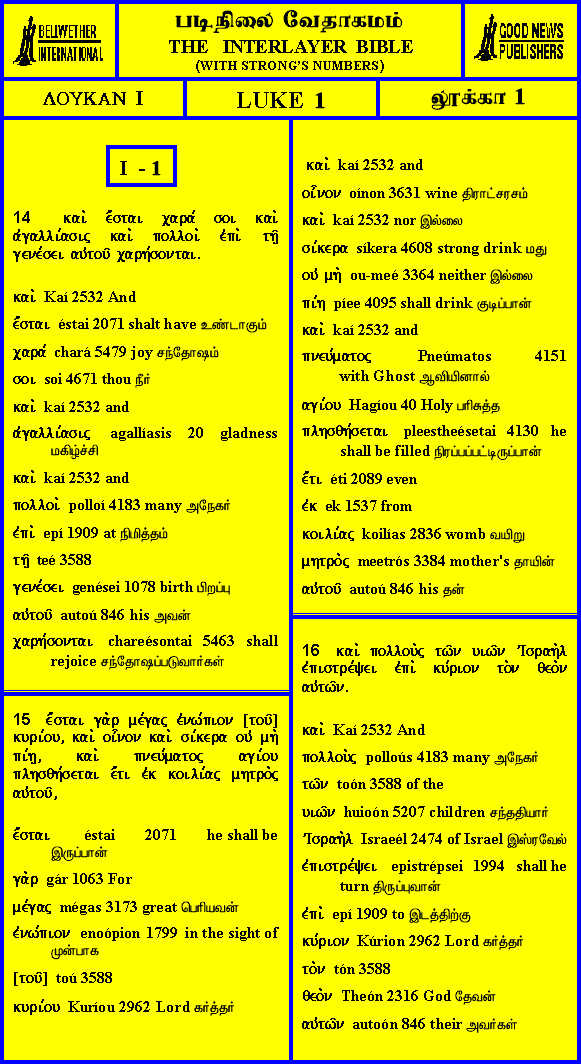 BELLWETHER
INTERNATIONAL
படிநிலை வேதாகமம்
THE INTERLAYER BIBLE
(WITH STRONG'S NUMBERS)
GOOD NEWS
PUBLISHERS
ΛΟΥΚΑΝ Ι
LUKE 1
லூக்கா 1
I - 1
14 καὶ ἔσται χαρά σοι καὶ
ἀγαλλίασις καὶ πολλοὶ ἐπὶ τῇ
γενέσει αὐτοῦ χαρήσονται.
καὶ Kaí 2532 And
ἔσται éstai 2071 shalt have உண்டாகும்
χαρά chará 5479 joy சந்தோஷம்
σοι soi 4671 thou நீர்
καὶ kaí 2532 and
ἀγαλλίασις agallíasis 20 gladness
மகிழ்ச்சி
καὶ kaí 2532 and
πολλοὶ polloí 4183 many அநேகர்
ἐπὶ epí 1909 at நிமித்தம்
τῇ teé 3588
γενέσει genései 1078 birth பிறப்பு
αὐτοῦ autoú 846 his அவன்
χαρήσονται chareésontai 5463 shall
rejoice சந்தோஷப்படுவார்கள்
15 ἔσται γὰρ μέγας ἐνώπιον [τοῦ]
κυρίου, καὶ οἶνον καὶ σίκερα οὐ μὴ
πίῃ, καὶ πνεύματος αγίου
πλησθήσεται ἔτι ἐκ κοιλίας μητρὸς
αὐτοῦ,
ἔσται éstai 2071 he shall be
இருப்பான்
γὰρ gár 1063 For
μέγας mégas 3173 great பெரியவன்
ἐνώπιον enoópion 1799 in the sight of
முன்பாக
[τοῦ] toú 3588
κυρίου Kuríou 2962 Lord கர்த்தர்
καὶ kaí 2532 and
οἶνον oínon 3631 wine திராட்சரசம்
καὶ kaí 2532 nor இல்லை
σίκερα síkera 4608 strong drink மது
οὐ μὴ ou-meé 3364 neither இல்லை
πίῃ píee 4095 shall drink குடிப்பான்
καὶ kaí 2532 and
πνεύματος Pneúmatos 4151
with Ghost ஆவியினால்
αγίου Hagíou 40 Holy பரிசுத்த
πλησθήσεται pleestheésetai 4130 he
shall be filled நிரப்பப்பட்டிருப்பான்
ἔτι éti 2089 even
ἐκ ek 1537 from
κοιλίας koilías 2836 womb வயிறு
μητρὸς meetrós 3384 mother's தாயின்
αὐτοῦ autoú 846 his தன்
16 καὶ πολλοὺς τῶν υιῶν Ἰσραὴλ
ἐπιστρέψει ἐπὶ κύριον τὸν θεὸν
αὐτῶν.
καὶ Kaí 2532 And
πολλοὺς polloús 4183 many அநேகர்
τῶν toón 3588 of the
υιῶν huioón 5207 children சந்ததியார்
Ἰσραὴλ Israeél 2474 of Israel இஸ்ரவேல்
ἐπιστρέψει epistrépsei 1994 shall he
turn திருப்புவான்
ἐπὶ epí 1909 to இடத்திற்கு
κύριον Kúrion 2962 Lord கர்த்தர்
τὸν tón 3588
θεὸν Theón 2316 God தேவன்
αὐτῶν autoón 846 their அவர்கள்